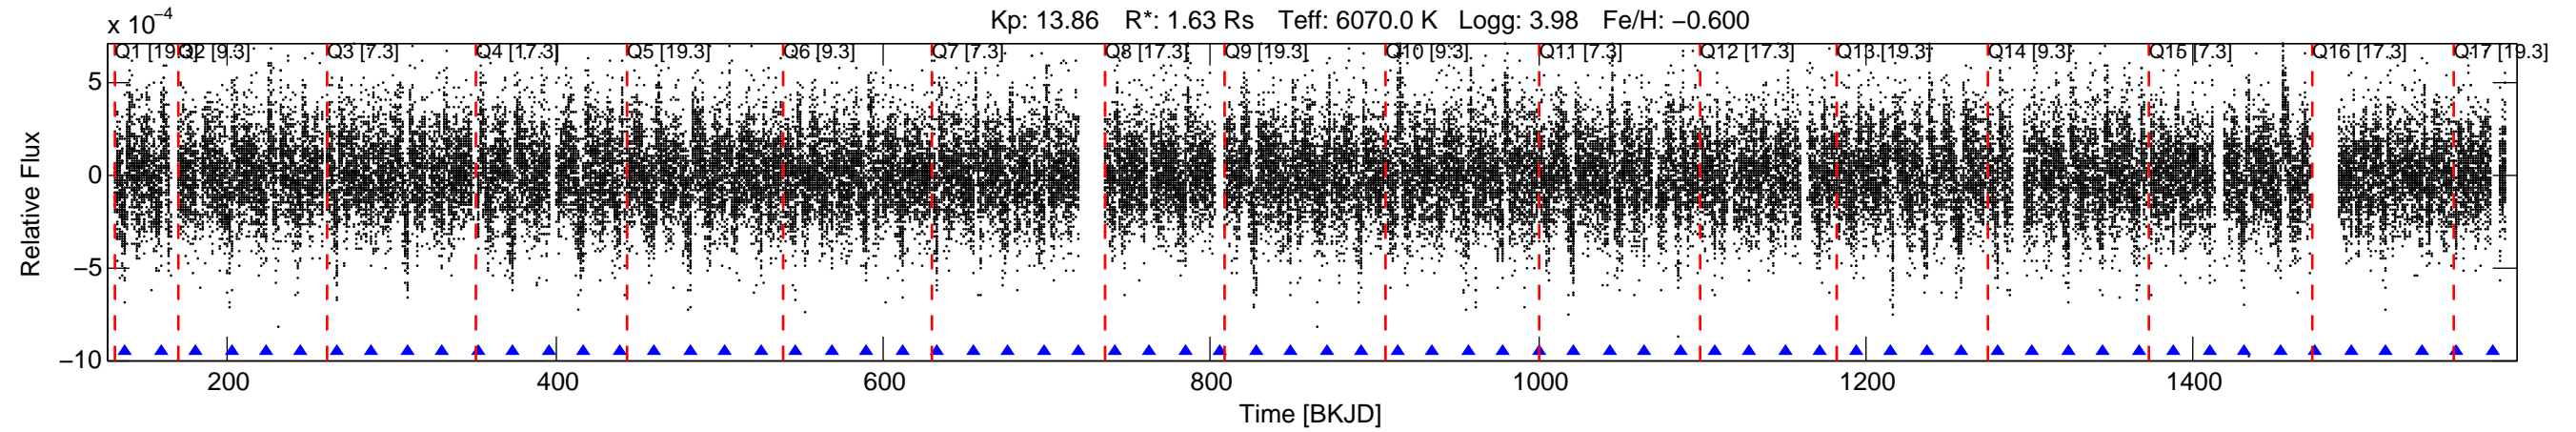 Kp: 13.86 R*: 1.63 Rs Teff: 6070.0 K Logg: 3.98 Fe/H: −0.600
x 10−4
Q1 [19.3] Q2 [9.3] Q3 [7.3] Q4 [17.3] Q5 [19.3] Q6 [9.3] Q7 [7.3] Q8 [17.3] Q9 [19.3] Q10 [9.3] Q11 [7.3] Q12 [17.3] Q13 [19.3] Q14 [9.3] Q15 [7.3] Q16 [17.3] Q17 [19.3]
5
0
−5
−10
Relative Flux
200 400 600 800 1000 1200 1400
Time [BKJD]